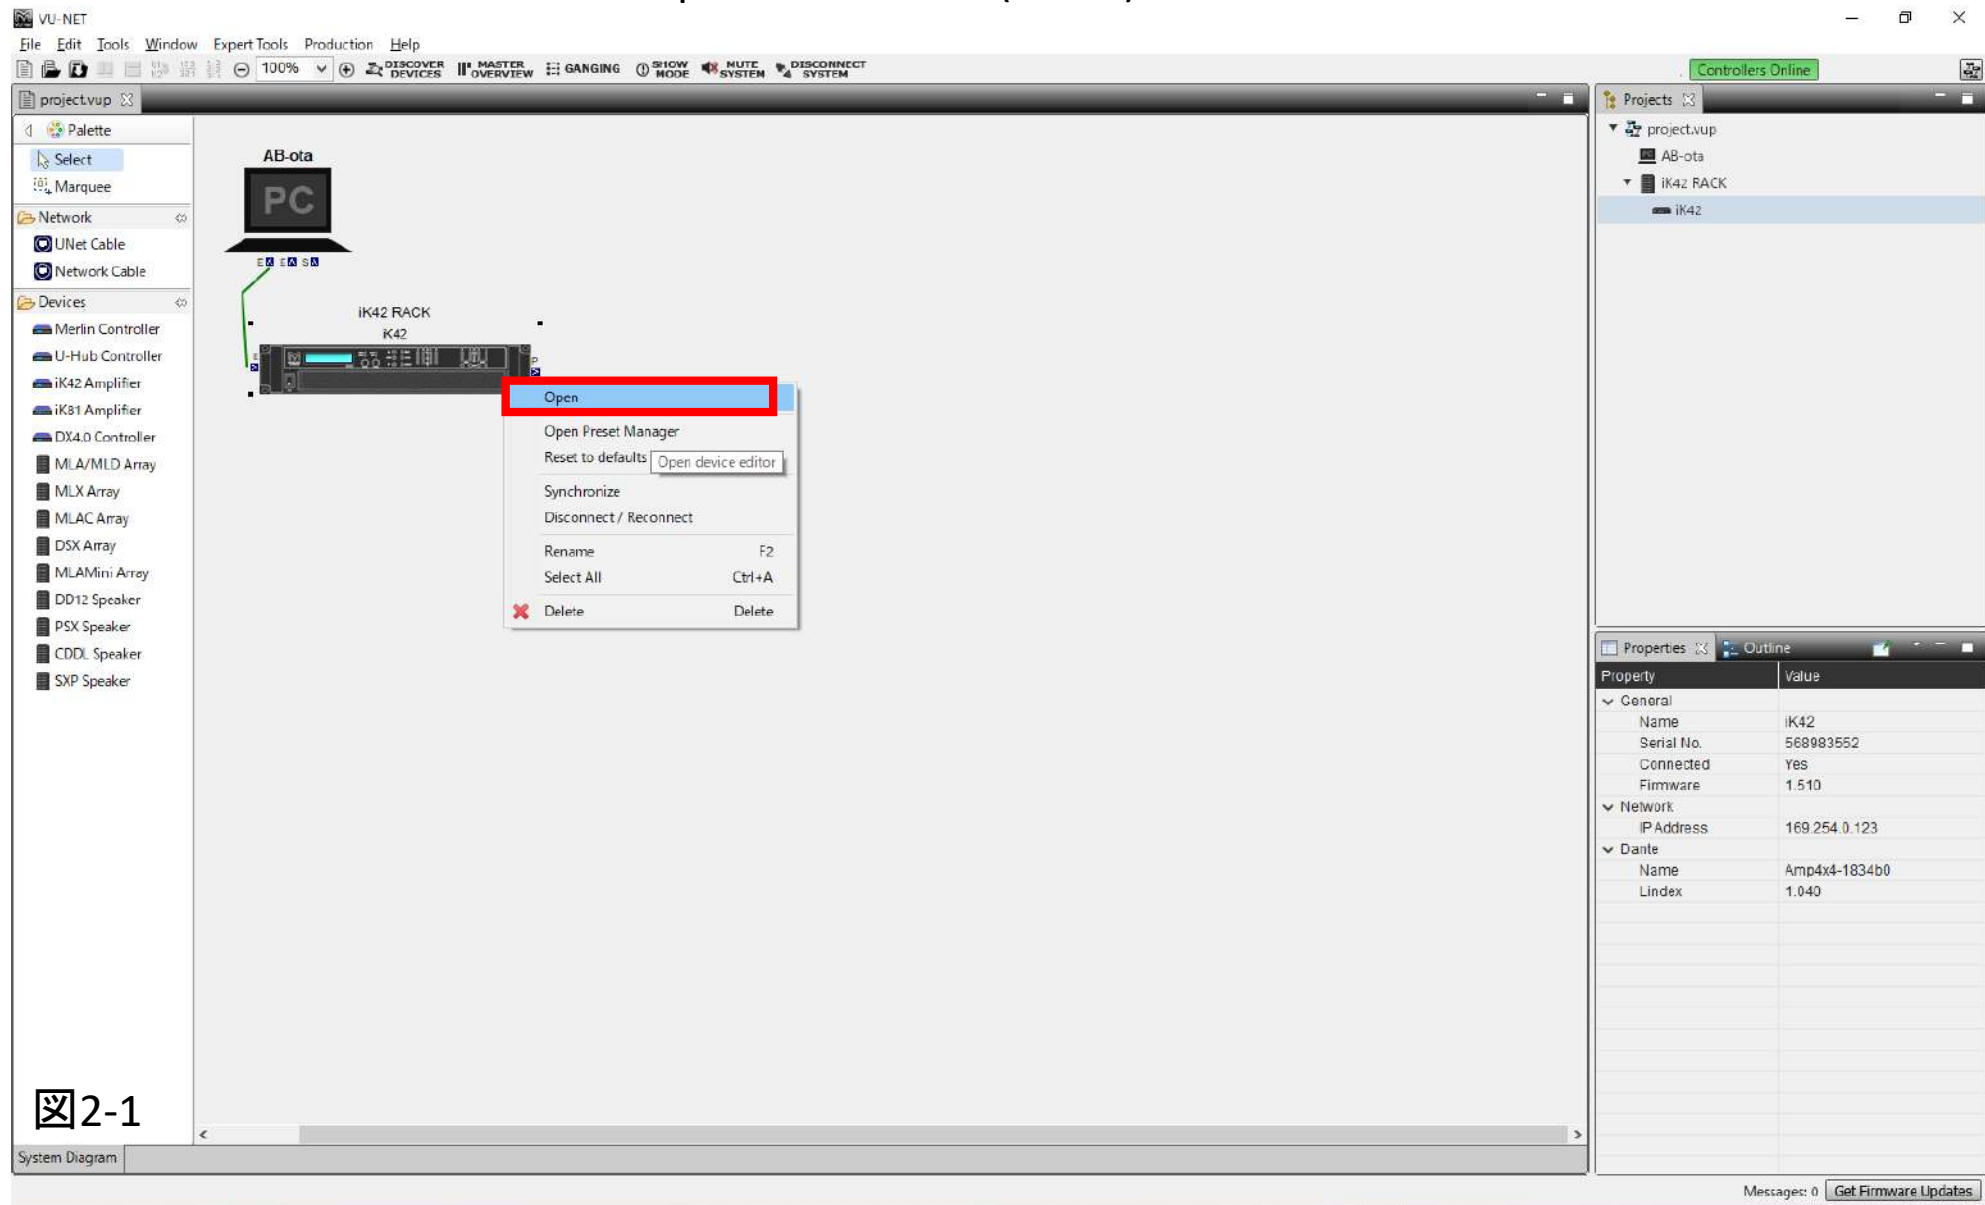 VU-NET
File Edit Tools Window Expert Tools Production Help
100% DISCOVER DEVICES MASTER OVERVIEW GANGING SHOW MODE MUTE SYSTEM DISCONNECT SYSTEM Controllers Online
project.vup
Palette
Select
Marquee
Network
UNet Cable
Network Cable
Devices
Merlin Controller
U-Hub Controller
iK42 Amplifier
iK81 Amplifier
DX4.0 Controller
MLA/MLD Array
MLX Array
MLAC Array
DSX Array
MLAMini Array
DD12 Speaker
PSX Speaker
CDDL Speaker
SXP Speaker
AB-ota
PC
E E S
iK42 RACK
iK42
E
P
Open
Open Preset Manager
Reset to defaults
Open device editor
Synchronize
Disconnect / Reconnect
Rename F2
Select All Ctrl+A
Delete Delete
図2-1
System Diagram
Projects
project.vup
AB-ota
iK42 RACK
iK42
Properties Outline
Property Value
General
Name iK42
Serial No. 568983552
Connected Yes
Firmware 1.510
Network
IP Address 169.254.0.123
Dante
Name Amp4x4-1834b0
Lindex 1.040
Messages: 0 Get Firmware Updates